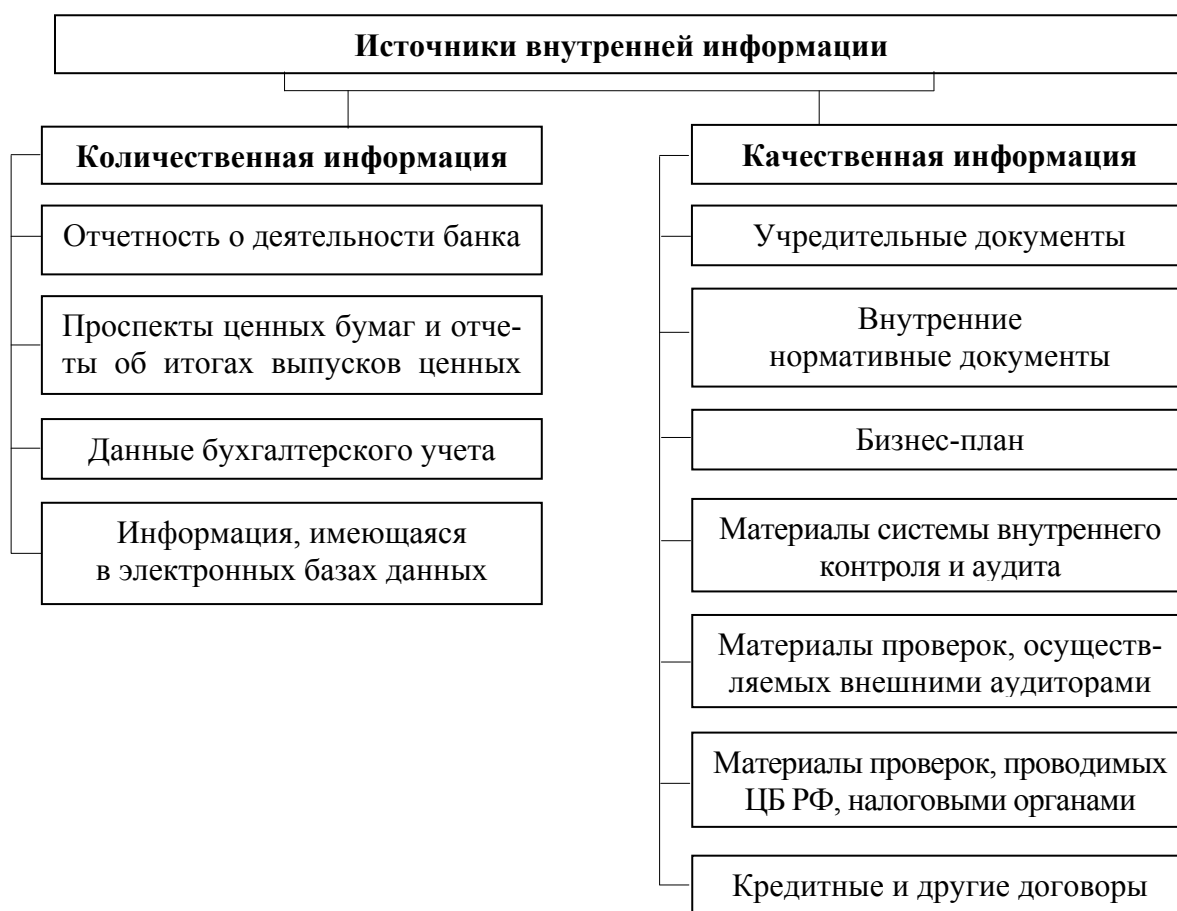 Источники внутренней информации
Количественная информация
Отчетность о деятельности банка
Проспекты ценных бумаг и отче-
ты об итогах выпусков ценных
Данные бухгалтерского учета
Информация, имеющаяся
в электронных базах данных
Качественная информация
Учредительные документы
Внутренние
нормативные документы
Бизнес-план
Материалы системы внутреннего
контроля и аудита
Материалы проверок, осуществ-
ляемых внешними аудиторами
Материалы проверок, проводимых
ЦБ РФ, налоговыми органами
Кредитные и другие договоры